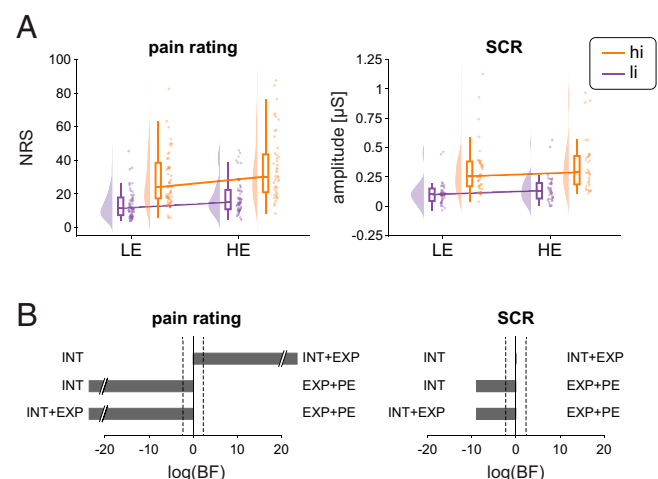 A
pain rating
SCR
hi
li
NRS
100
80
60
40
20
0
LE HE
amplitude [µS]
1.25
1
0.75
0.5
0.25
0
-0.25
LE HE
B
pain rating
SCR
INT INT+EXP
INT EXP+PE
INT+EXP EXP+PE
-20 -10 0 10 20
log(BF)
INT INT+EXP
INT EXP+PE
INT+EXP EXP+PE
-20 -10 0 10 20
log(BF)